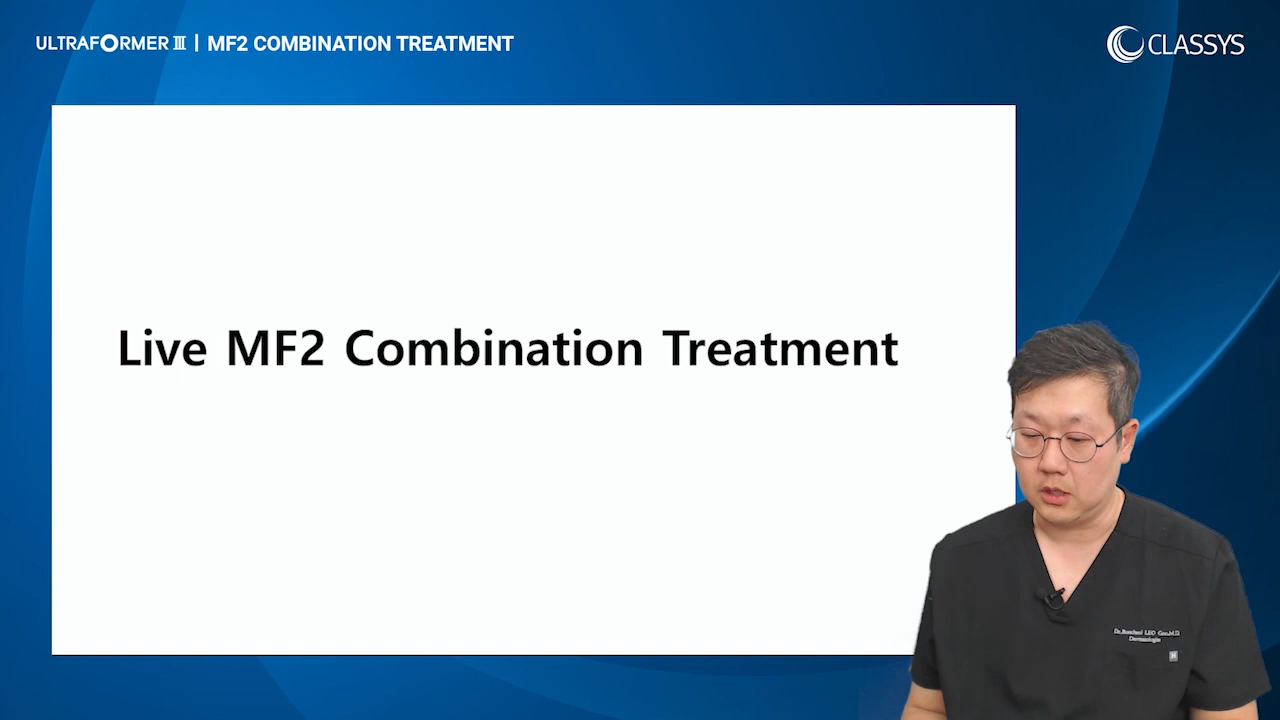 ULTRAFORMER III | MF2 COMBINATION TREATMENT
CLASSYS
Live MF2 Combination Treatment
M.D.